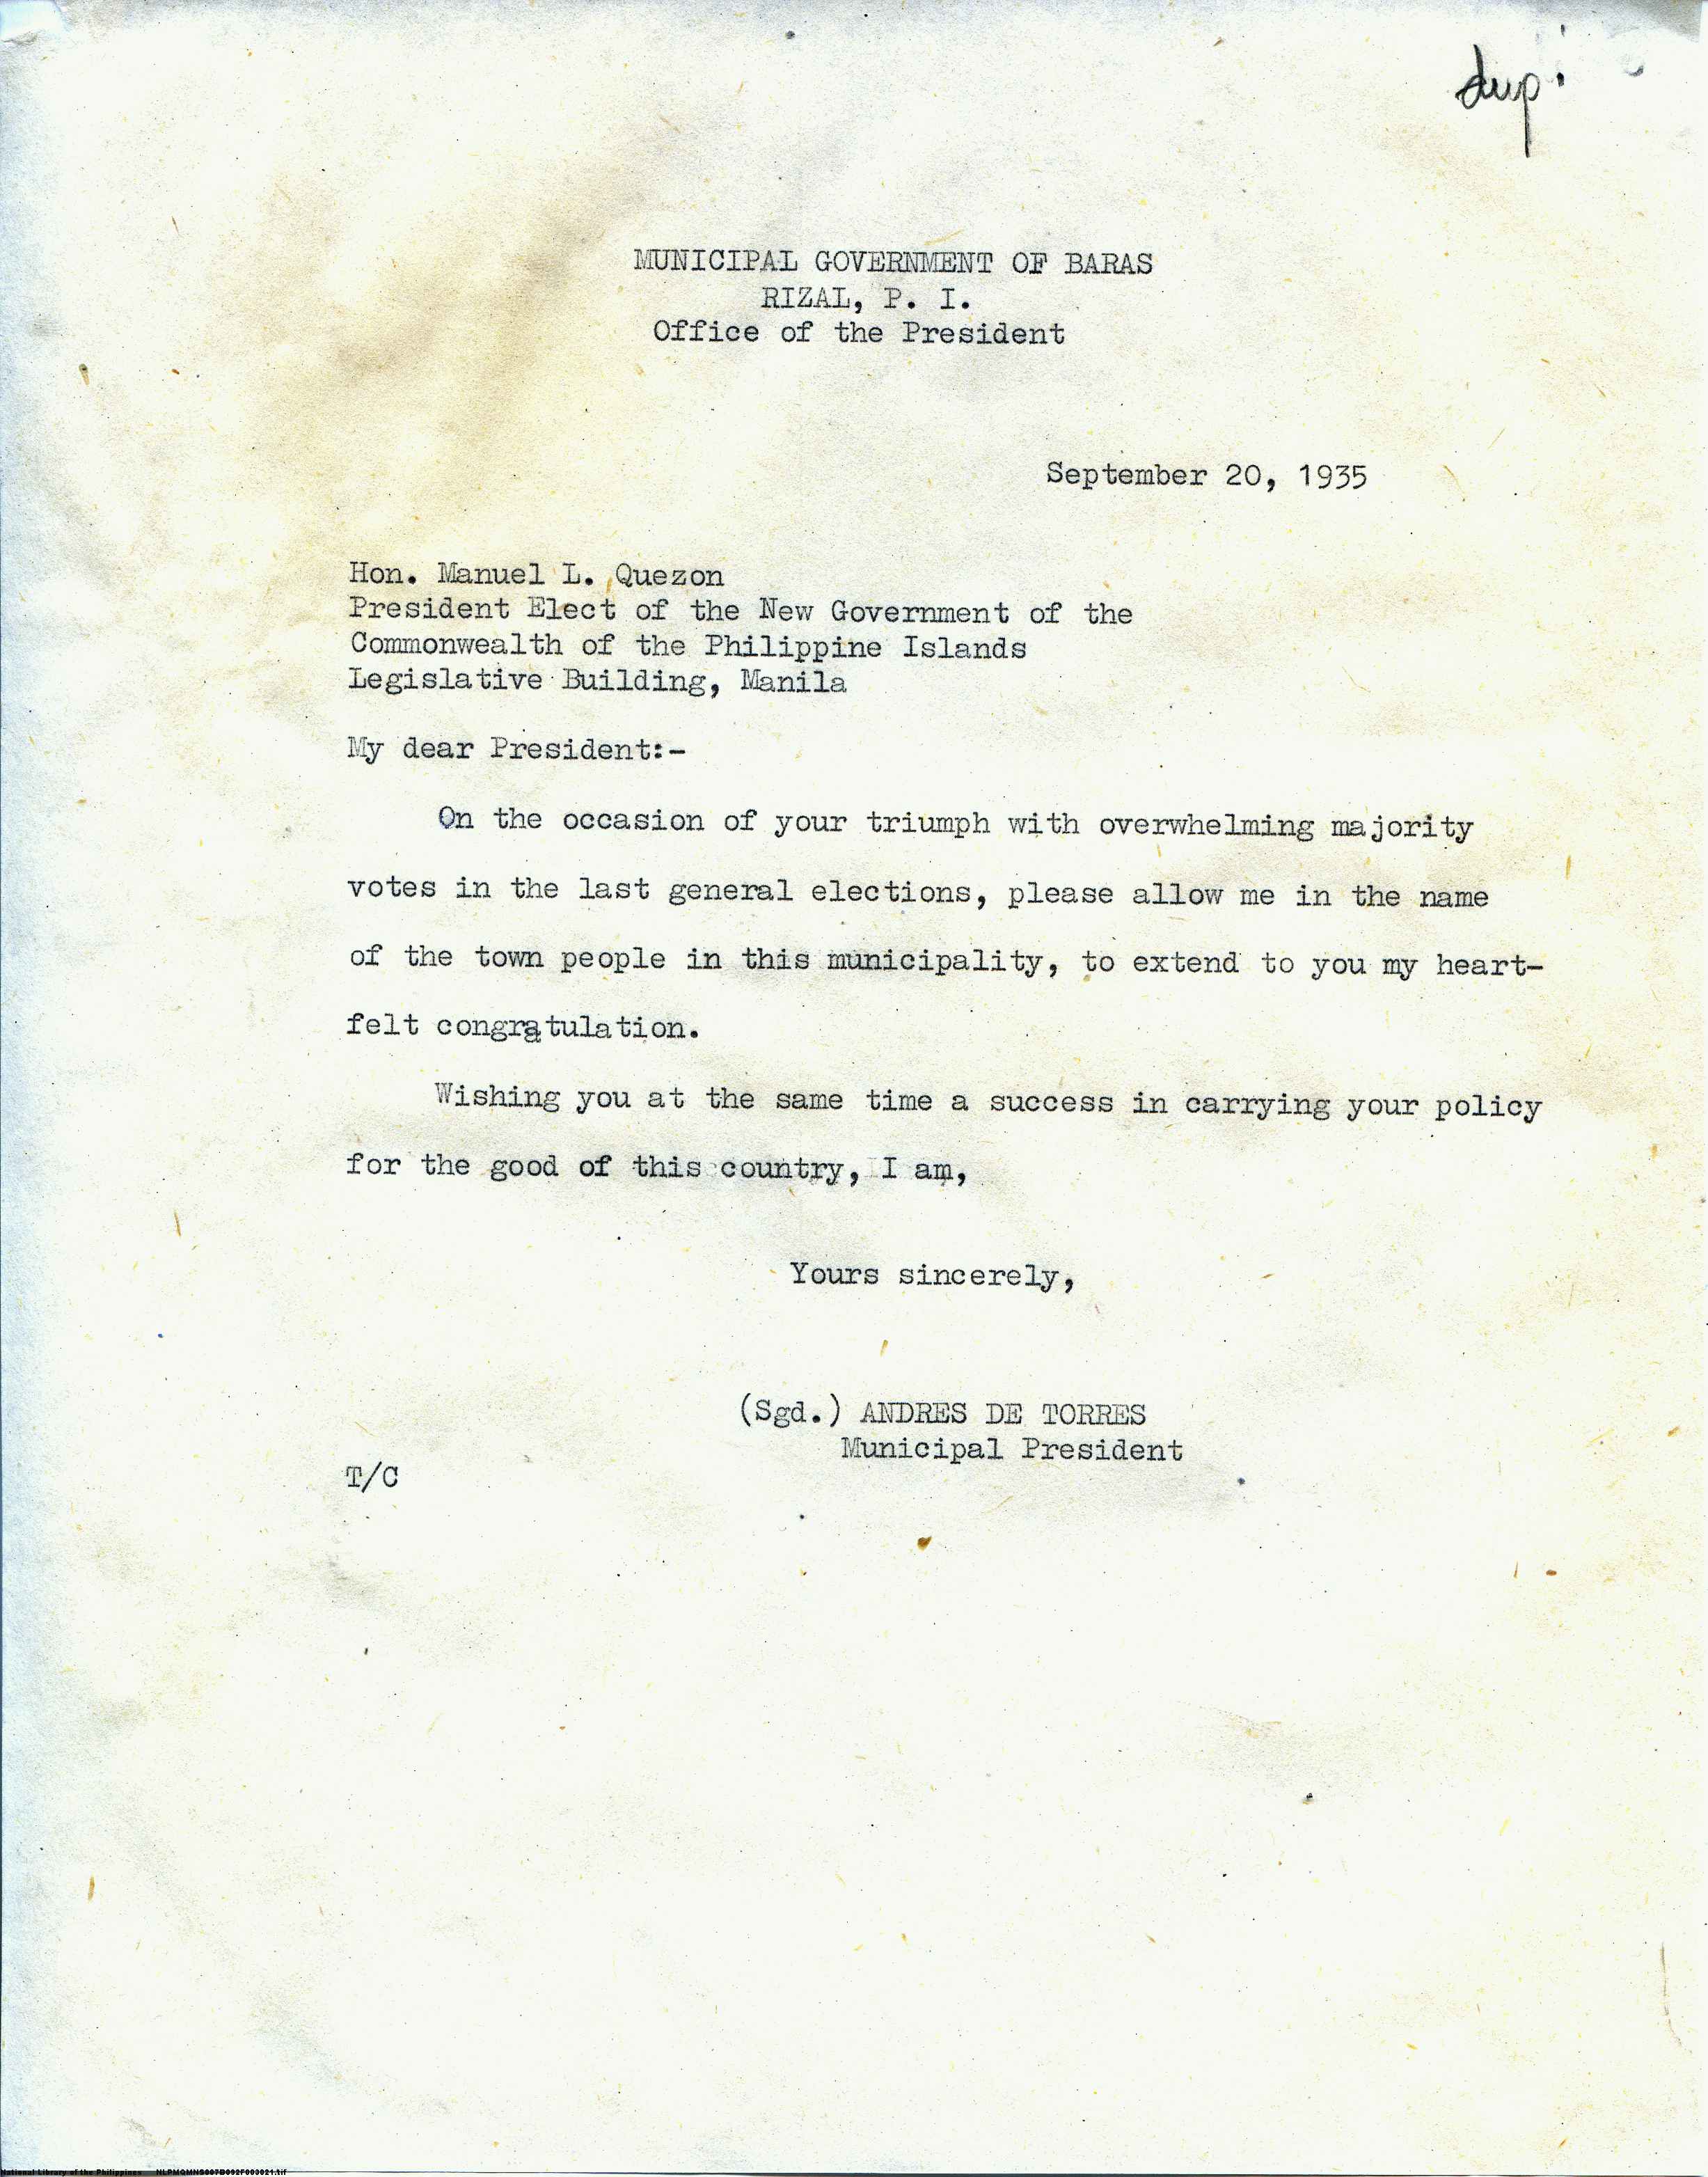 dup.
MUNICIPAL GOVERNMENT OF BARAS
RIZAL, P. I.
Office of the President
September 20, 1935
Hon. Manuel L. Quezon
President Elect of the New Government of the
Commonwealth of the Philippine Islands
Legislative Building, Manila
My dear President:-
On the occasion of your triumph with overwhelming majority
votes in the last general elections, please allow me in the name
of the town people in this municipality, to extend to you my heart-
felt congratulation.
Wishing you at the same time a success in carrying your policy
for the good of this country, I am,
Yours sincerely,
(Sgd.) ANDRES DE TORRES
Municipal President
T/C
National Library of the Philippines